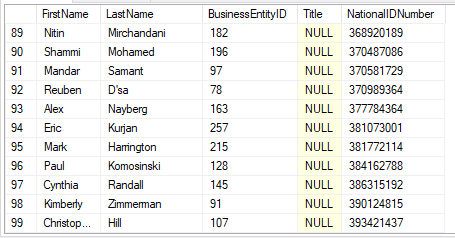 FirstName LastName BusinessEntityID Title NationalIDNumber
89 Nitin Mirchandani 182 NULL 368920189
90 Shammi Mohamed 196 NULL 370487086
91 Mandar Samant 97 NULL 370581729
92 Reuben D'sa 78 NULL 370989364
93 Alex Nayberg 163 NULL 377784364
94 Eric Kurjan 257 NULL 381073001
95 Mark Harrington 215 NULL 381772114
96 Paul Komosinski 128 NULL 384162788
97 Cynthia Randall 145 NULL 386315192
98 Kimberly Zimmerman 91 NULL 390124815
99 Christop... Hill 107 NULL 393421437